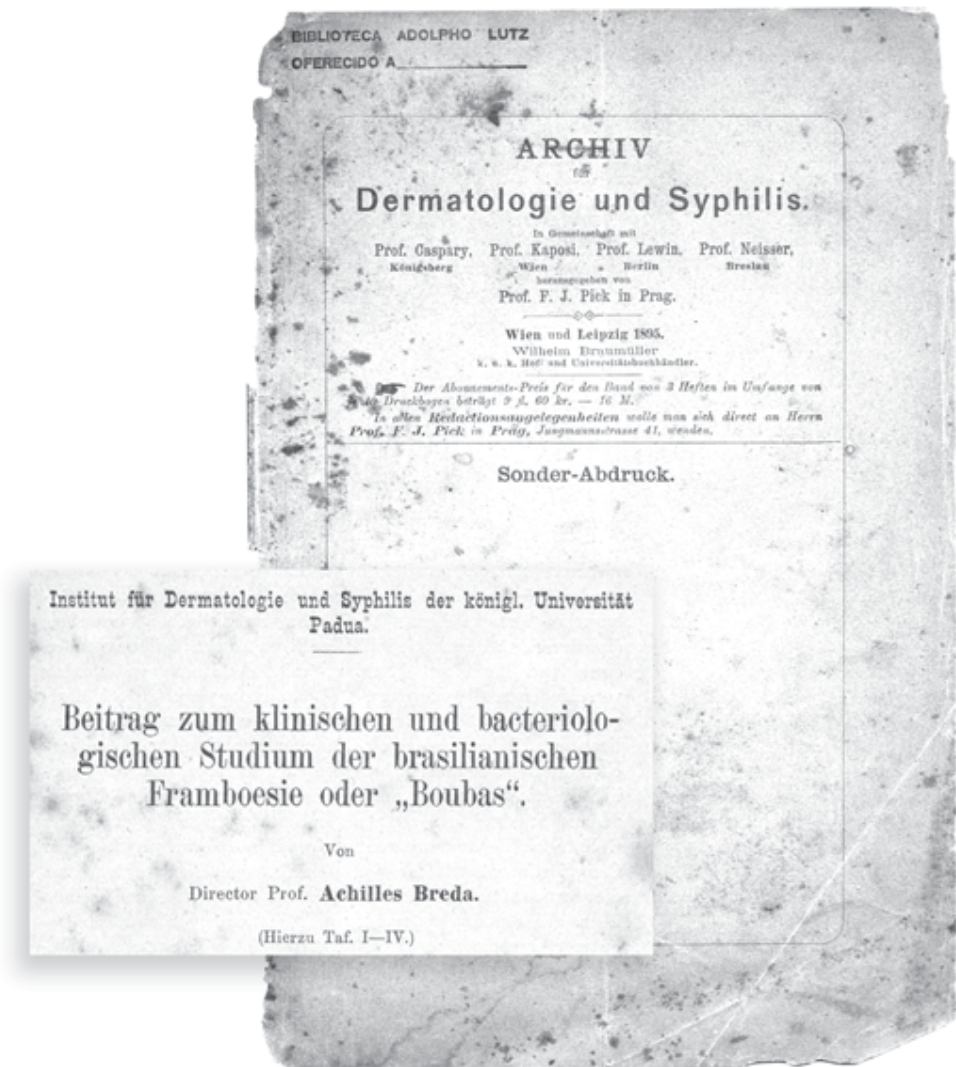 BIBLIOTECA ADOLPHO LUTZ
OFERECIDO A
ARCHIV
für
Dermatologie und Syphilis.
In Gemeinschaft mit
Prof. Caspary, Prof. Kaposi, Prof. Lewin, Prof. Neisser,
Königsberg Wien Berlin Breslau
herausgegeben von
Prof. F. J. Pick in Prag.
Wien und Leipzig 1895.
Wilhelm Braumüller
k. u. k. Hof- und Universitätsbuchhändler.
Der Abonnements-Preis für den Band von 3 Heften im Umfange von
Druckbogen beträgt 9 fl. 60 kr. — 16 M.
In allen Redactionsangelegenheiten wolle man sich direct an Herrn
Prof. F. J. Pick in Prag, Jungmannstrasse 41, wenden.
Sonder-Abdruck.
Institut für Dermatologie und Syphilis der königl. Universität
Padua.
Beitrag zum klinischen und bacteriolo-
gischen Studium der brasilianischen
Framboesie oder „Boubas“.
Von
Director Prof. Achilles Breda.
(Hierzu Taf. I—IV.)